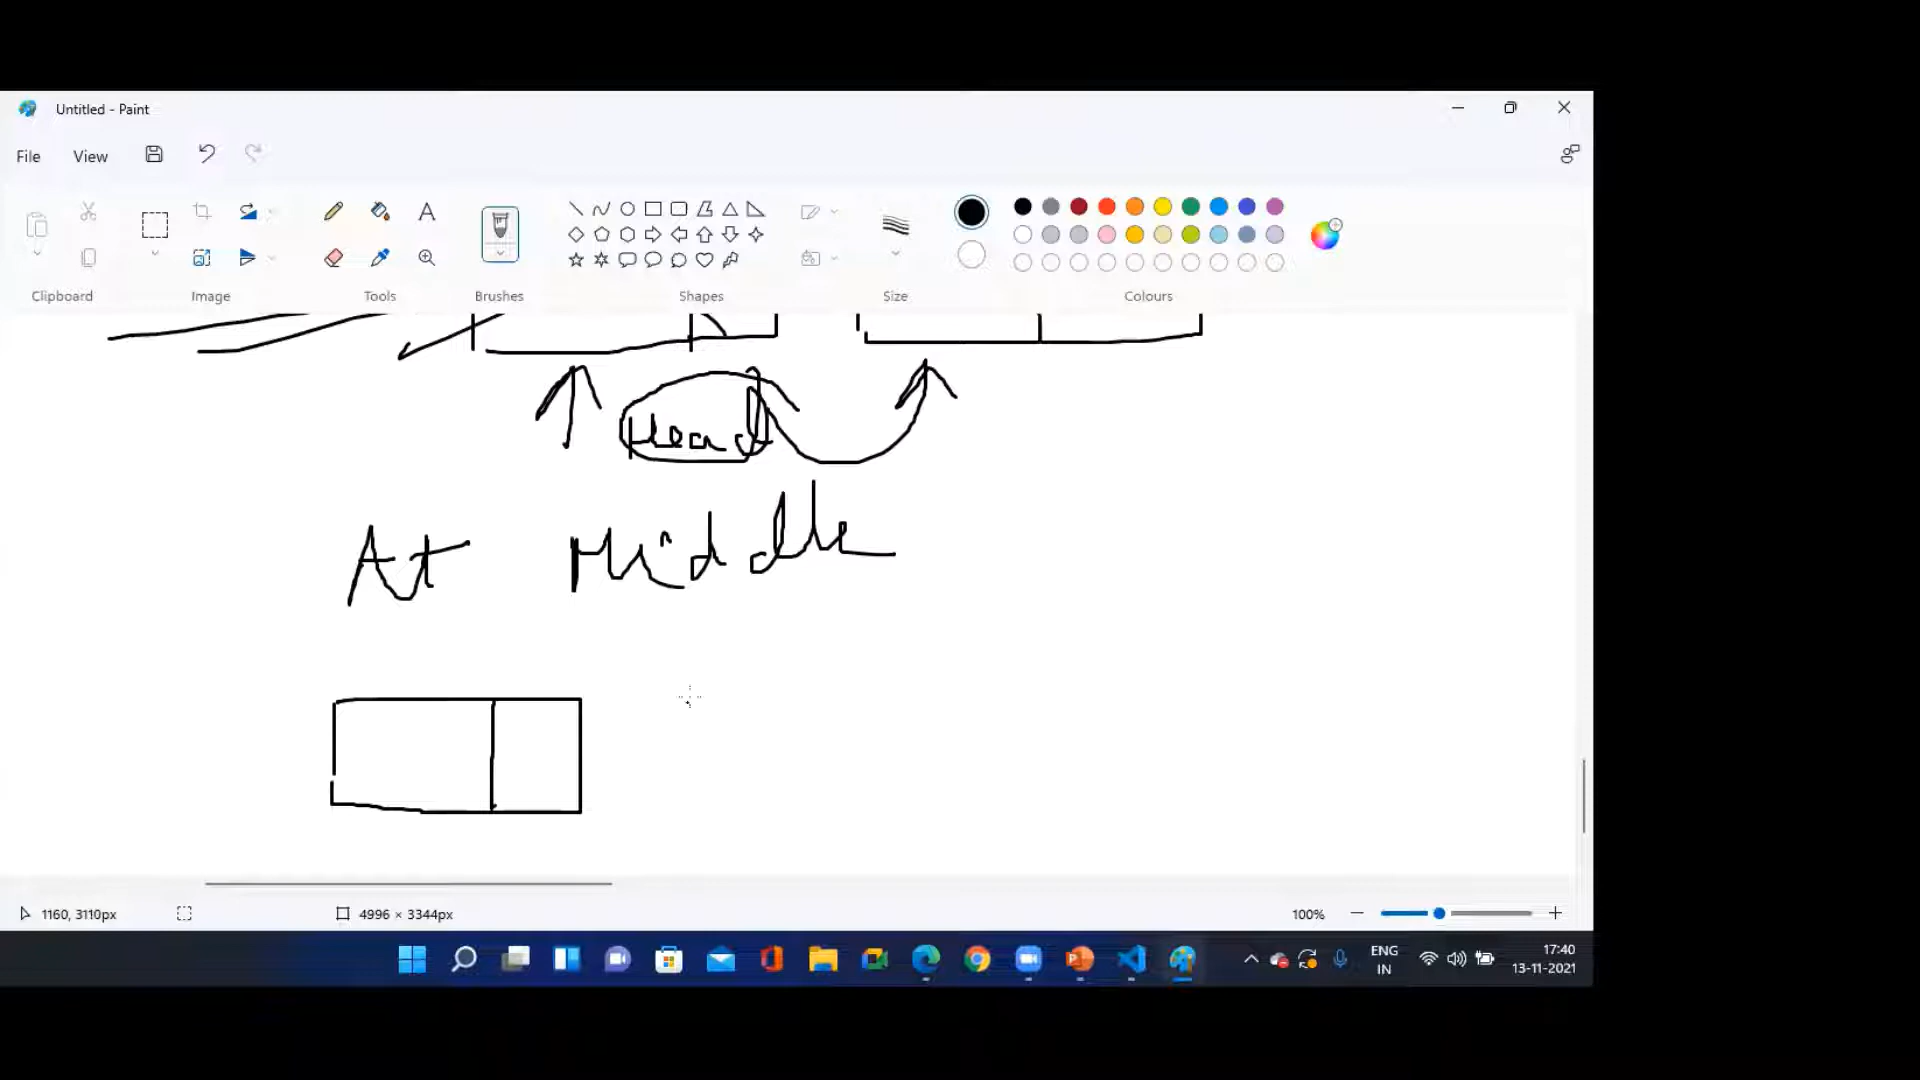 Untitled - Paint
File View
Clipboard Image Tools Brushes Shapes Size Colours
Head
At Middle
1160, 3110px 4996 × 3344px 100%
ENG 17:40
IN 13-11-2021